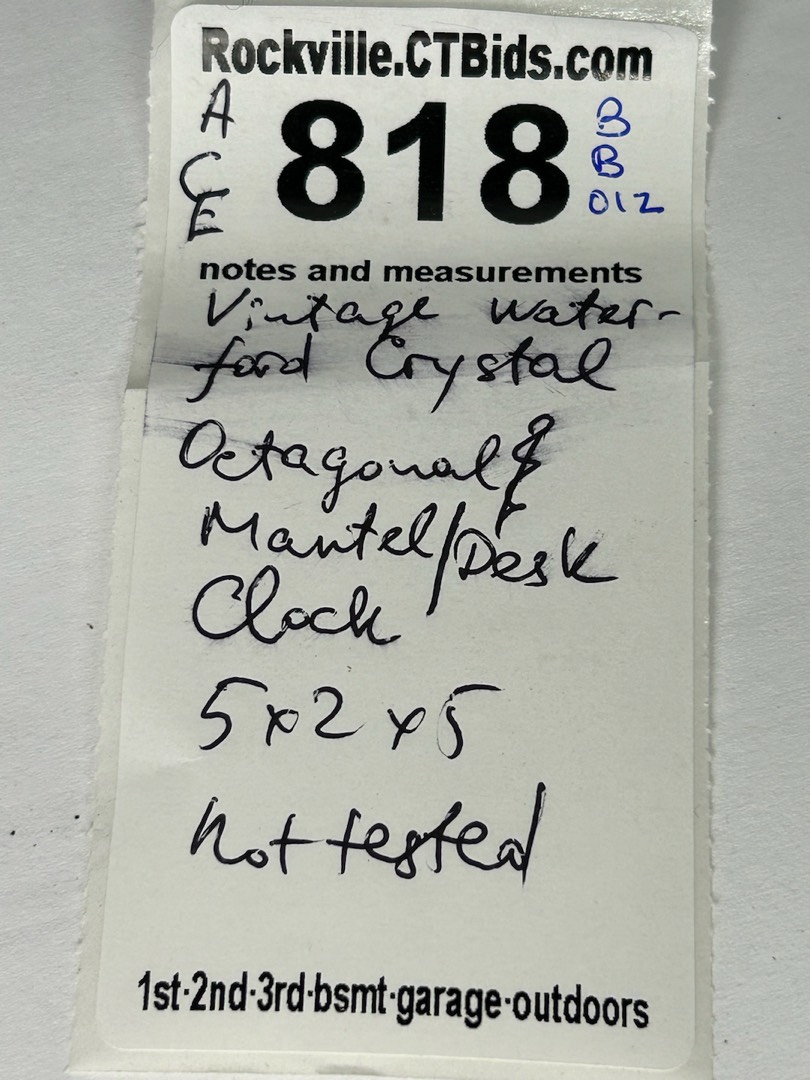 Rockville.CTBids.com
A
C
E
818
B
B
012
notes and measurements
Vintage Water-
ford Crystal
Octagonal
Mantel/Desk
Clock
5x2x5
Not tested
1st·2nd·3rd·bsmt·garage·outdoors